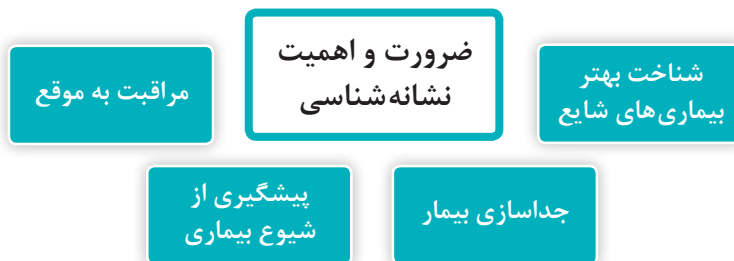 ضرورت و اهمیت
نشانه‌شناسی
شناخت بهتر
بیماری‌های شایع
مراقبت به موقع
جداسازی بیمار
پیشگیری از
شیوع بیماری